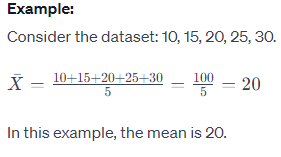 Example:
Consider the dataset: 10, 15, 20, 25, 30.
X̄ = (10+15+20+25+30)/5 = 100/5 = 20
In this example, the mean is 20.